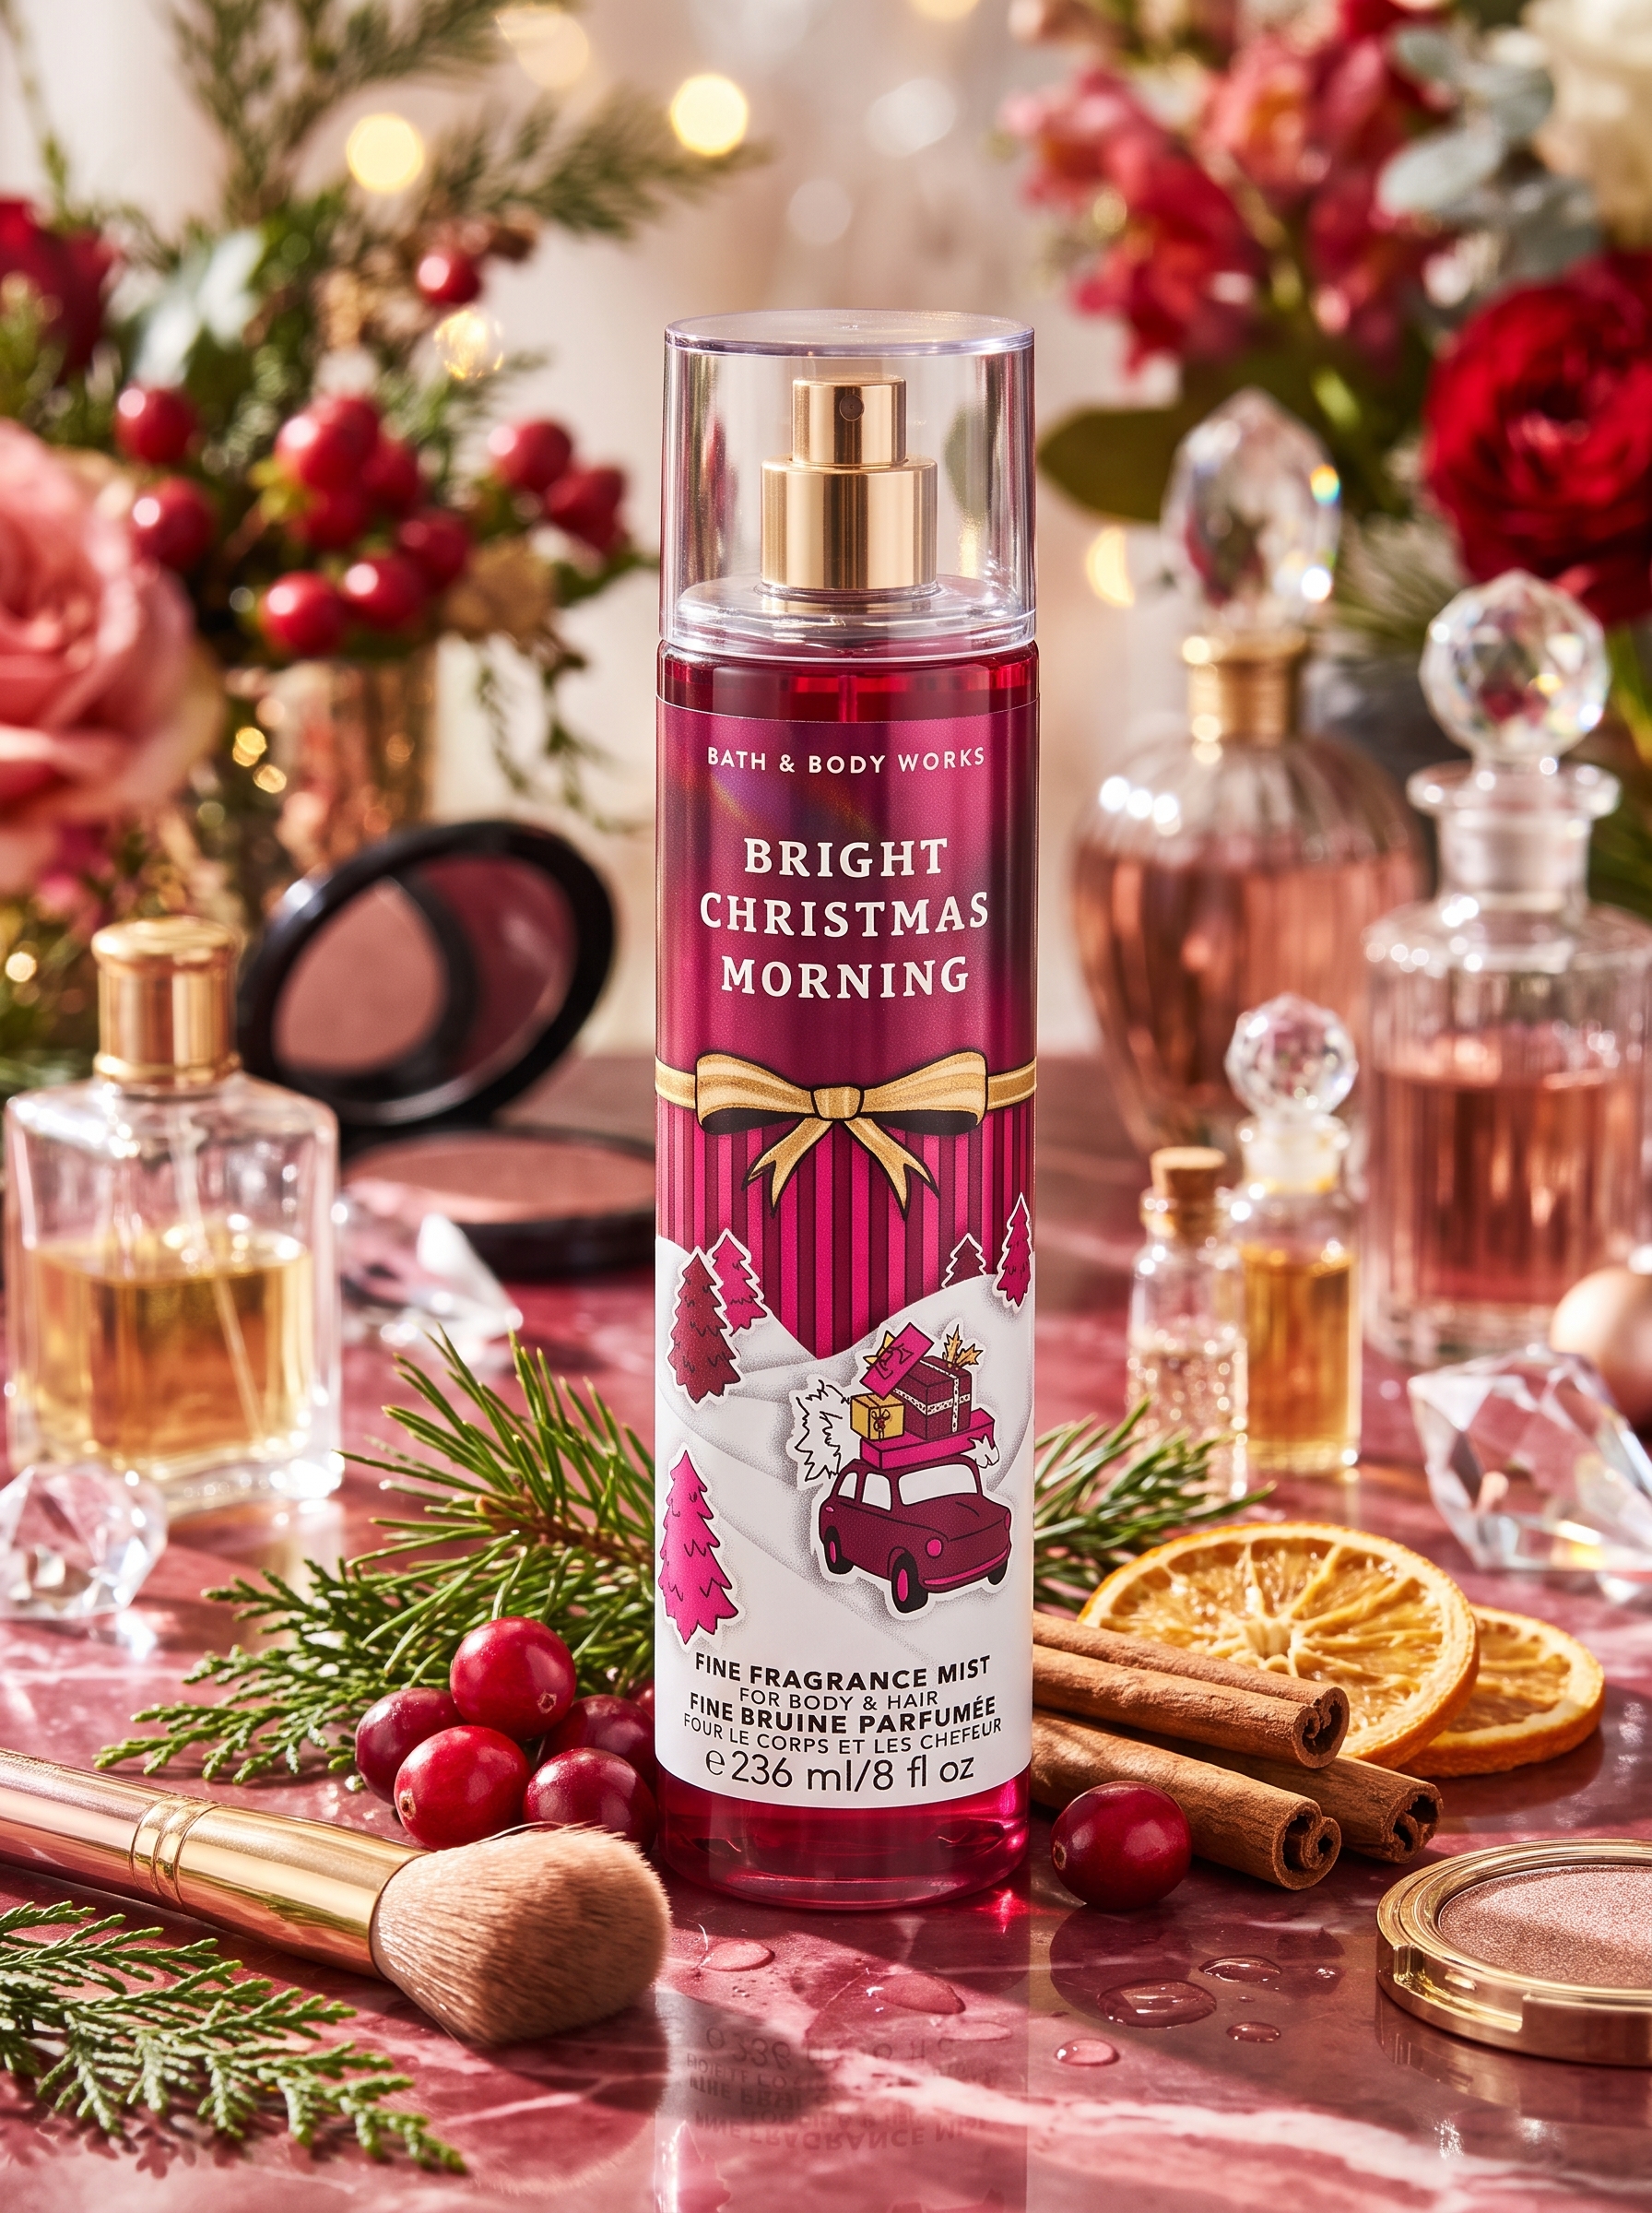 BATH & BODY WORKS
BRIGHT
CHRISTMAS
MORNING
FINE FRAGRANCE MIST
FOR BODY & HAIR
FINE BRUINE PARFUMÉE
FOUR LE CORPS ET LES CHEFEUR
℮ 236 ml/8 fl oz